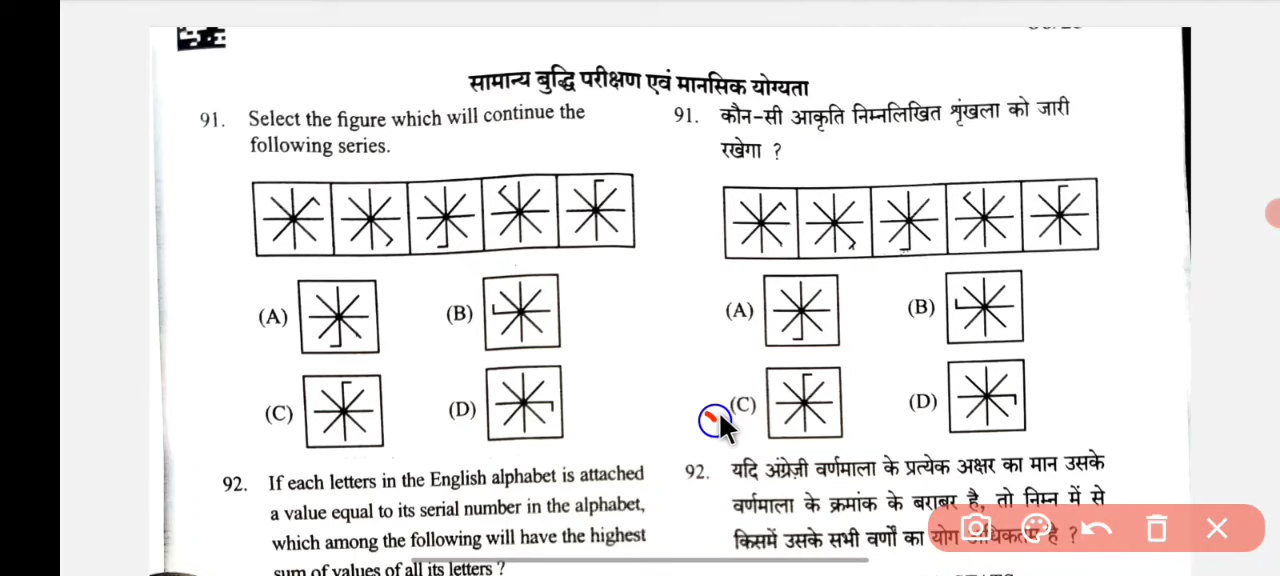 सामान्य बुद्धि परीक्षण एवं मानसिक योग्यता
91. Select the figure which will continue the
following series.
(A)
(B)
(C)
(D)
92. If each letters in the English alphabet is attached
a value equal to its serial number in the alphabet,
which among the following will have the highest
sum of values of all its letters ?
91. कौन-सी आकृति निम्नलिखित शृंखला को जारी
रखेगा ?
(A)
(B)
(C)
(D)
92. यदि अंग्रेज़ी वर्णमाला के प्रत्येक अक्षर का मान उसके
वर्णमाला के क्रमांक के बराबर है, तो निम्न में से
किसमें उसके सभी वर्णों का योग अधिकतम है ?